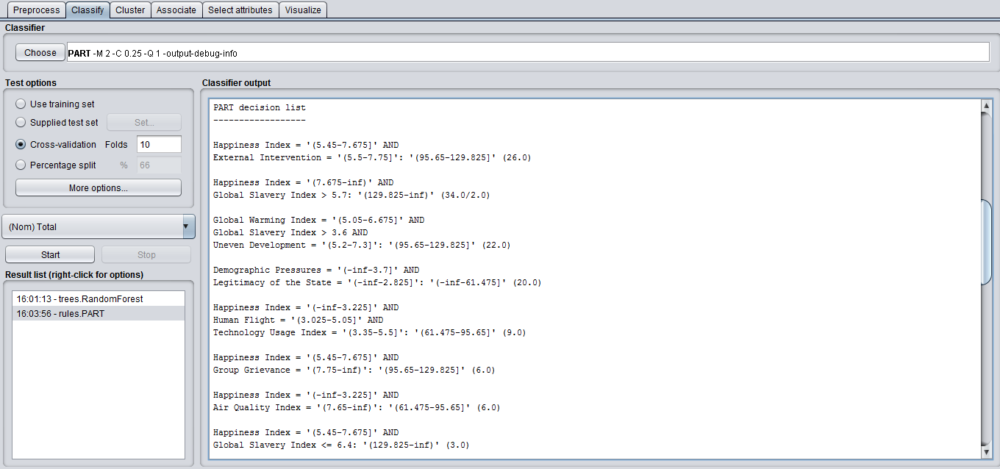 Preprocess Classify Cluster Associate Select attributes Visualize
Classifier
Choose PART -M 2 -C 0.25 -Q 1 -output-debug-info
Test options
Use training set
Supplied test set Set...
Cross-validation Folds 10
Percentage split % 66
More options...
(Nom) Total
Start Stop
Result list (right-click for options)
16:01:13 - trees.RandomForest
16:03:56 - rules.PART
Classifier output
PART decision list
------------------
Happiness Index = '(5.45-7.675]' AND
External Intervention = '(5.5-7.75]': '(95.65-129.825]' (26.0)
Happiness Index = '(7.675-inf)' AND
Global Slavery Index > 5.7: '(129.825-inf)' (34.0/2.0)
Global Warming Index = '(5.05-6.675]' AND
Global Slavery Index > 3.6 AND
Uneven Development = '(5.2-7.3]': '(95.65-129.825]' (22.0)
Demographic Pressures = '(-inf-3.7]' AND
Legitimacy of the State = '(-inf-2.825]': '(-inf-61.475]' (20.0)
Happiness Index = '(-inf-3.225]' AND
Human Flight = '(3.025-5.05]' AND
Technology Usage Index = '(3.35-5.5]': '(61.475-95.65]' (9.0)
Happiness Index = '(5.45-7.675]' AND
Group Grievance = '(7.75-inf)': '(95.65-129.825]' (6.0)
Happiness Index = '(-inf-3.225]' AND
Air Quality Index = '(7.65-inf)': '(61.475-95.65]' (6.0)
Happiness Index = '(5.45-7.675]' AND
Global Slavery Index <= 6.4: '(129.825-inf)' (3.0)